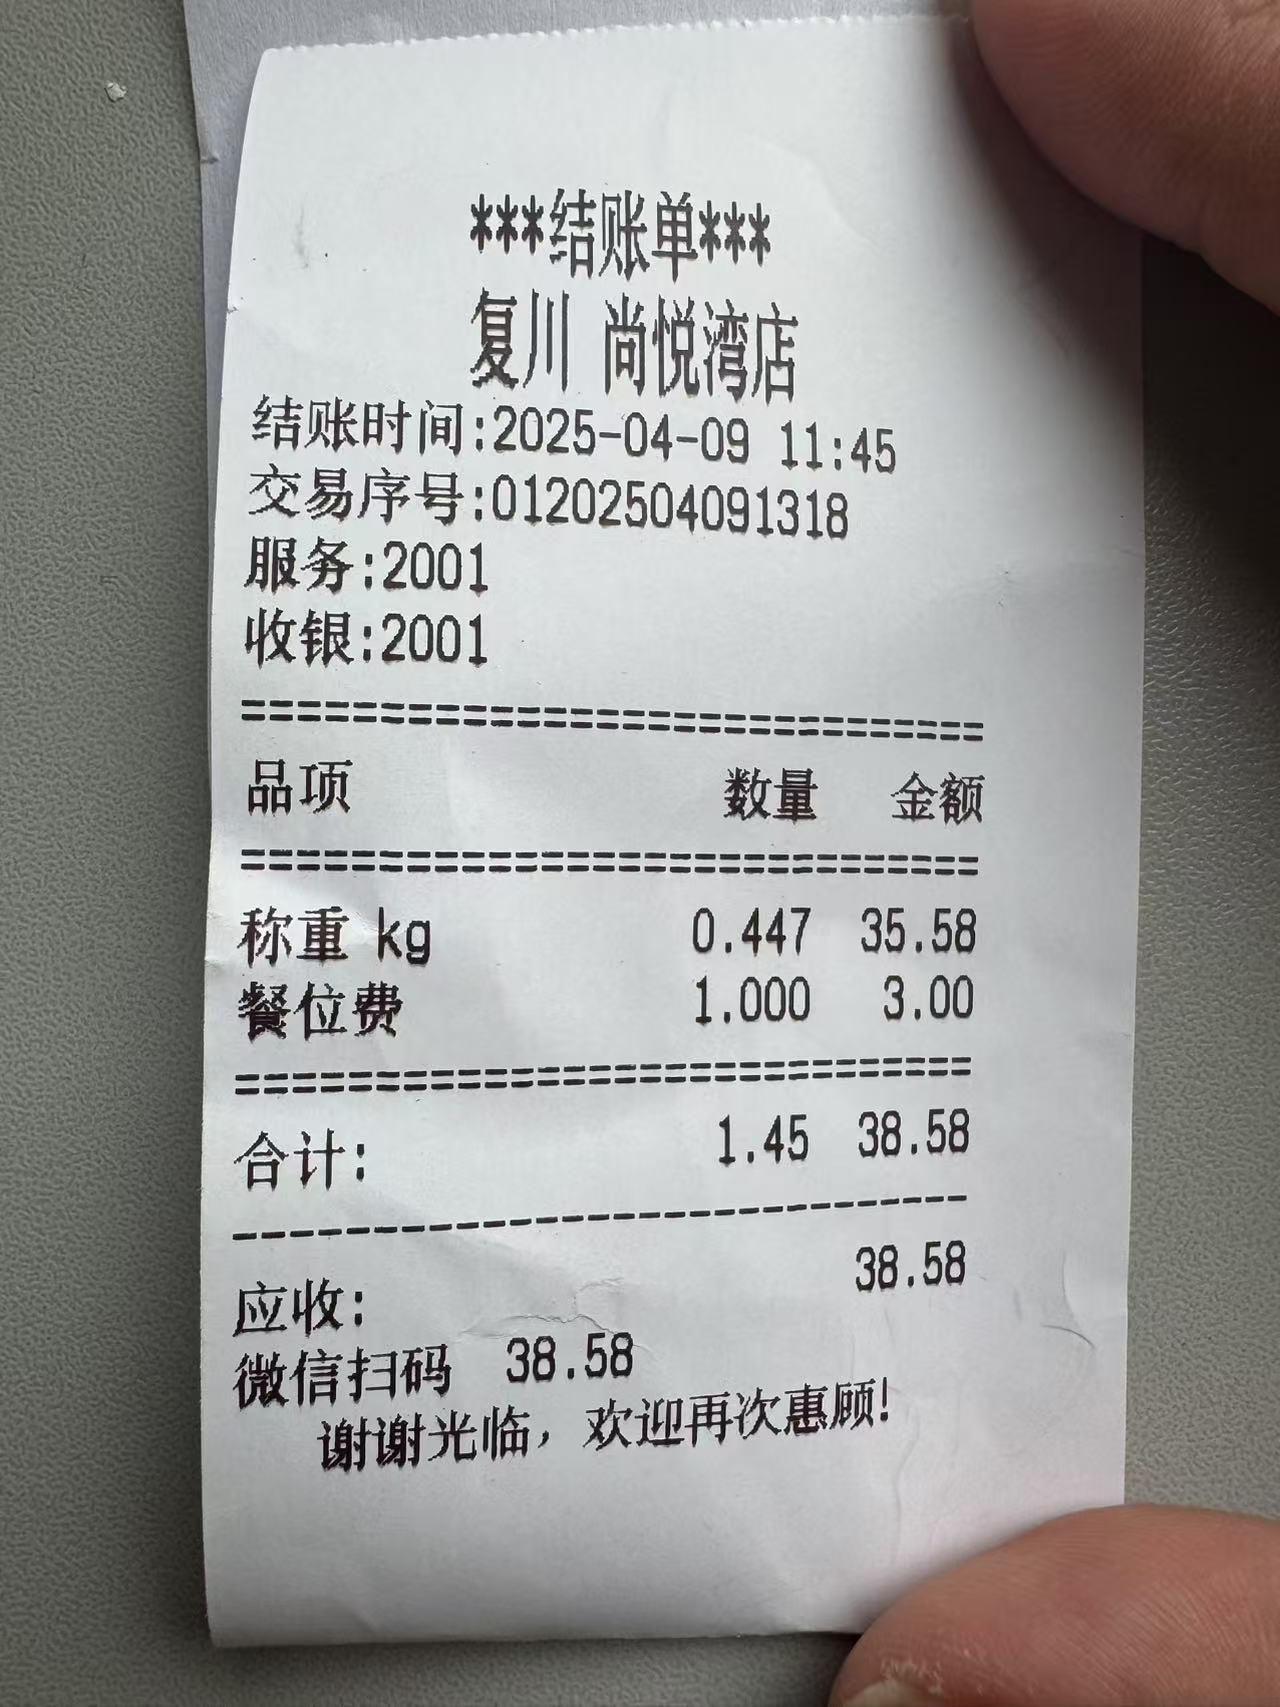 ***结账单***
复川 尚悦湾店
结账时间:2025-04-09 11:45
交易序号:01202504091318
服务:2001
收银:2001
===========================
品项 数量 金额
===========================
称重 kg 0.447 35.58
餐位费 1.000 3.00
===========================
合计: 1.45 38.58
---------------------------
应收: 38.58
微信扫码 38.58
谢谢光临，欢迎再次惠顾!